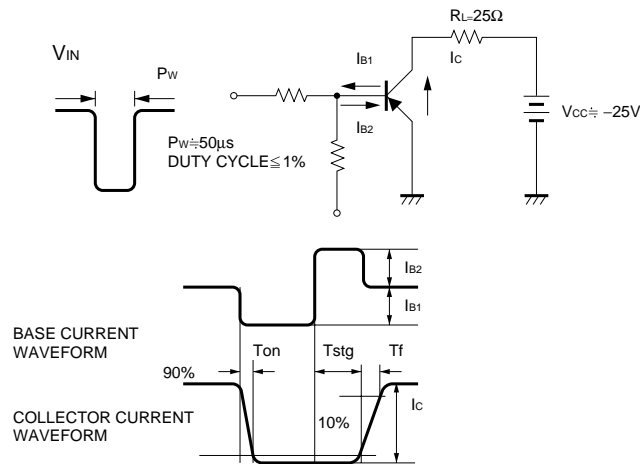 RL=25Ω
VIN
IB1
IC
PW
IB2
VCC≒ −25V
PW≒50μs
DUTY CYCLE≦1%
IB2
IB1
BASE CURRENT
WAVEFORM
Ton
Tstg
Tf
90%
COLLECTOR CURRENT
WAVEFORM
10%
IC